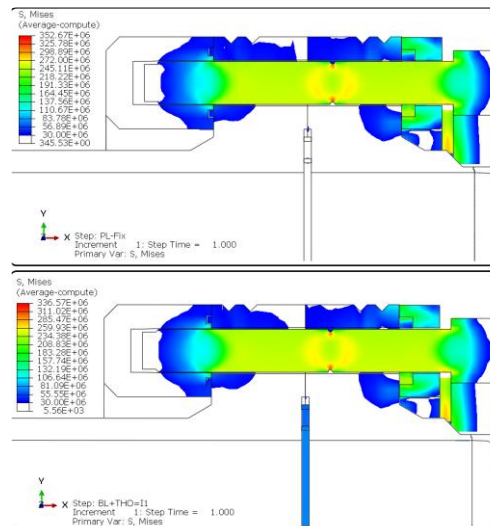 S, Mises
(Average-compute)
352.67E+06
325.78E+06
298.89E+06
272.00E+06
245.11E+06
218.22E+06
191.33E+06
164.45E+06
137.56E+06
110.67E+06
83.78E+06
56.89E+06
30.00E+06
345.53E+00
Y
X
Step: PL-Fix
Increment 1: Step Time = 1.000
Primary Var: S, Mises
S, Mises
(Average-compute)
336.57E+06
311.02E+06
285.47E+06
259.93E+06
234.38E+06
208.83E+06
183.28E+06
157.74E+06
132.19E+06
106.64E+06
81.09E+06
55.55E+06
30.00E+06
5.56E+03
Y
X
Step: BL+THO=I1
Increment 1: Step Time = 1.000
Primary Var: S, Mises